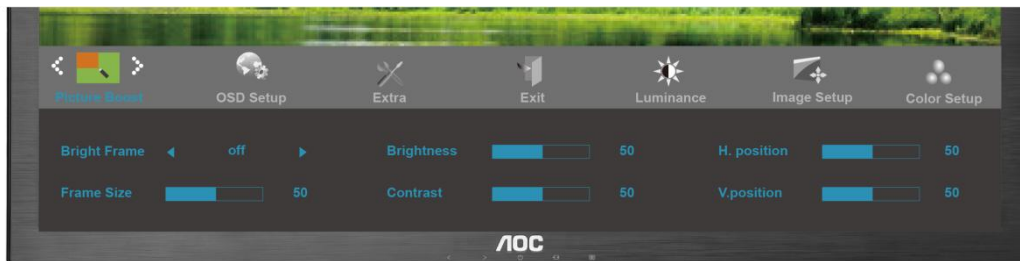 Picture Boost OSD Setup Extra Exit Luminance Image Setup Color Setup
Bright Frame off Brightness 50 H. position 50
Frame Size 50 Contrast 50 V.position 50
AOC